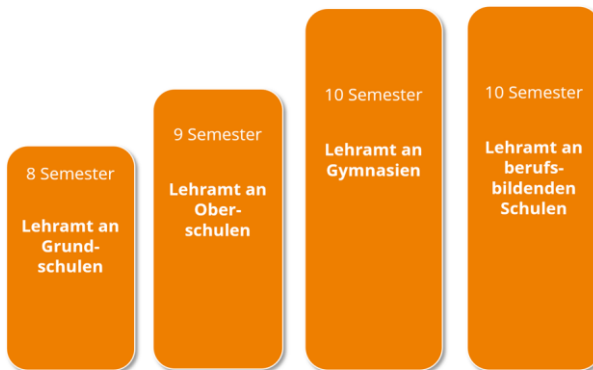 8 Semester
Lehramt an
Grund-
schulen
9 Semester
Lehramt an
Ober-
schulen
10 Semester
Lehramt an
Gymnasien
10 Semester
Lehramt an
berufs-
bildenden
Schulen